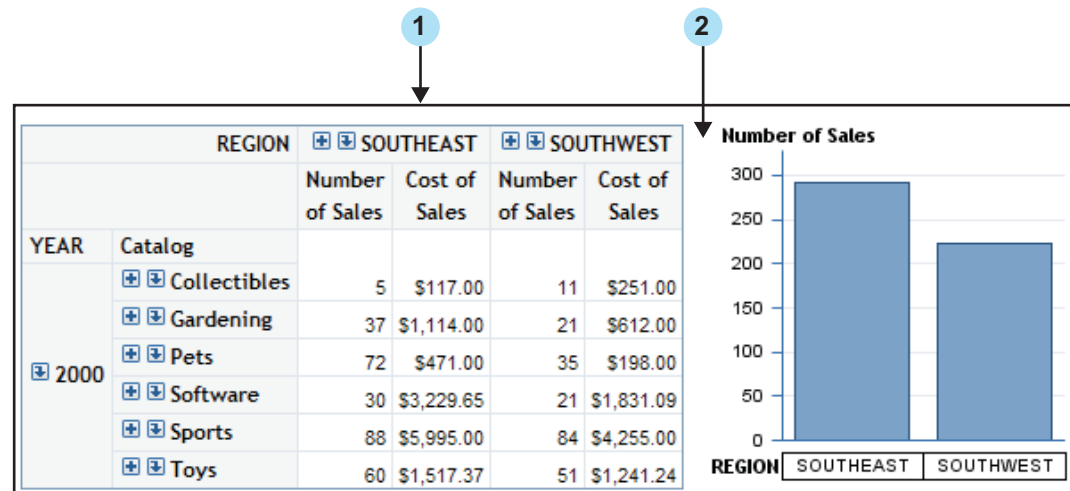 1 2
REGION SOUTHEAST SOUTHWEST
Number of Sales Cost of Sales Number of Sales Cost of Sales
YEAR Catalog
2000
Collectibles 5 $117.00 11 $251.00
Gardening 37 $1,114.00 21 $612.00
Pets 72 $471.00 35 $198.00
Software 30 $3,229.65 21 $1,831.09
Sports 88 $5,995.00 84 $4,255.00
Toys 60 $1,517.37 51 $1,241.24
Number of Sales
300
250
200
150
100
50
0
REGION SOUTHEAST SOUTHWEST